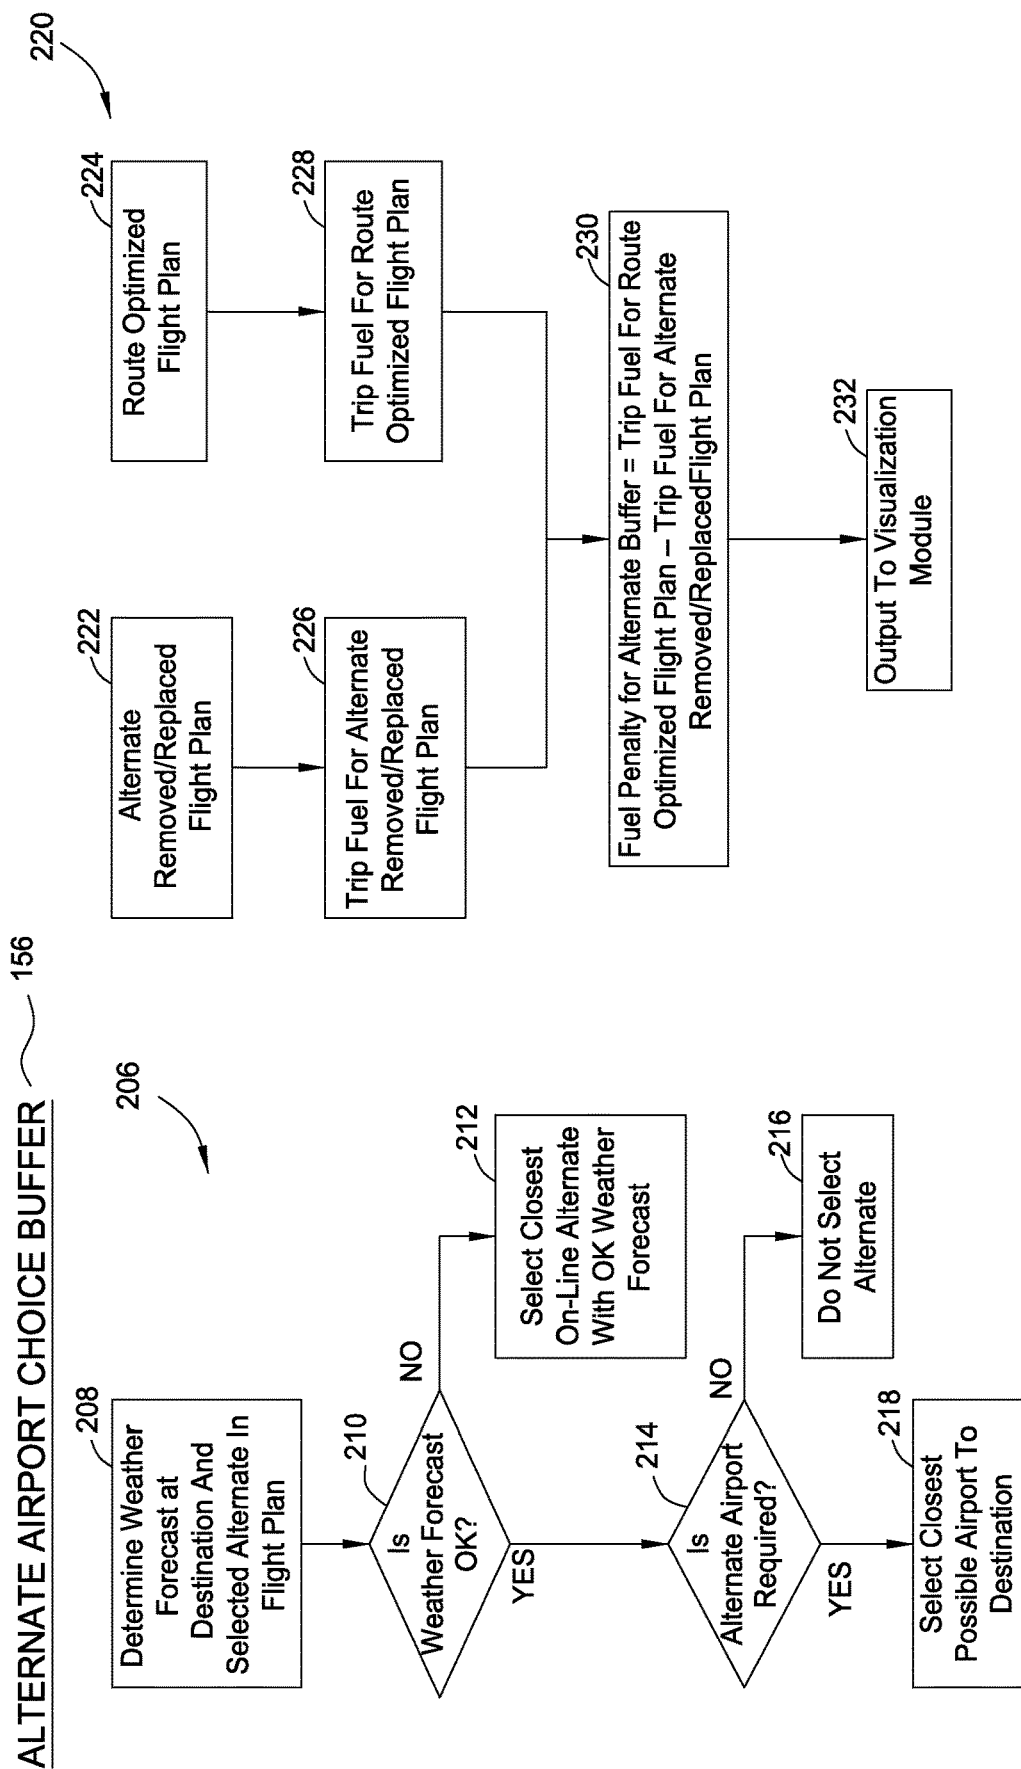 ALTERNATE AIRPORT CHOICE BUFFER
156
206
208
Determine Weather
Forecast at
Destination And
Selected Alternate In
Flight Plan
210
Is
Weather Forecast
OK?
NO
YES
212
Select Closest
On-Line Alternate
With OK Weather
Forecast
214
Is
Alternate Airport
Required?
NO
YES
216
Do Not Select
Alternate
218
Select Closest
Possible Airport To
Destination
220
222
Alternate
Removed/Replaced
Flight Plan
224
Route Optimized
Flight Plan
226
Trip Fuel For Alternate
Removed/Replaced
Flight Plan
228
Trip Fuel For Route
Optimized Flight Plan
230
Fuel Penalty for Alternate Buffer = Trip Fuel For Route
Optimized Flight Plan – Trip Fuel For Alternate
Removed/ReplacedFlight Plan
232
Output To Visualization
Module